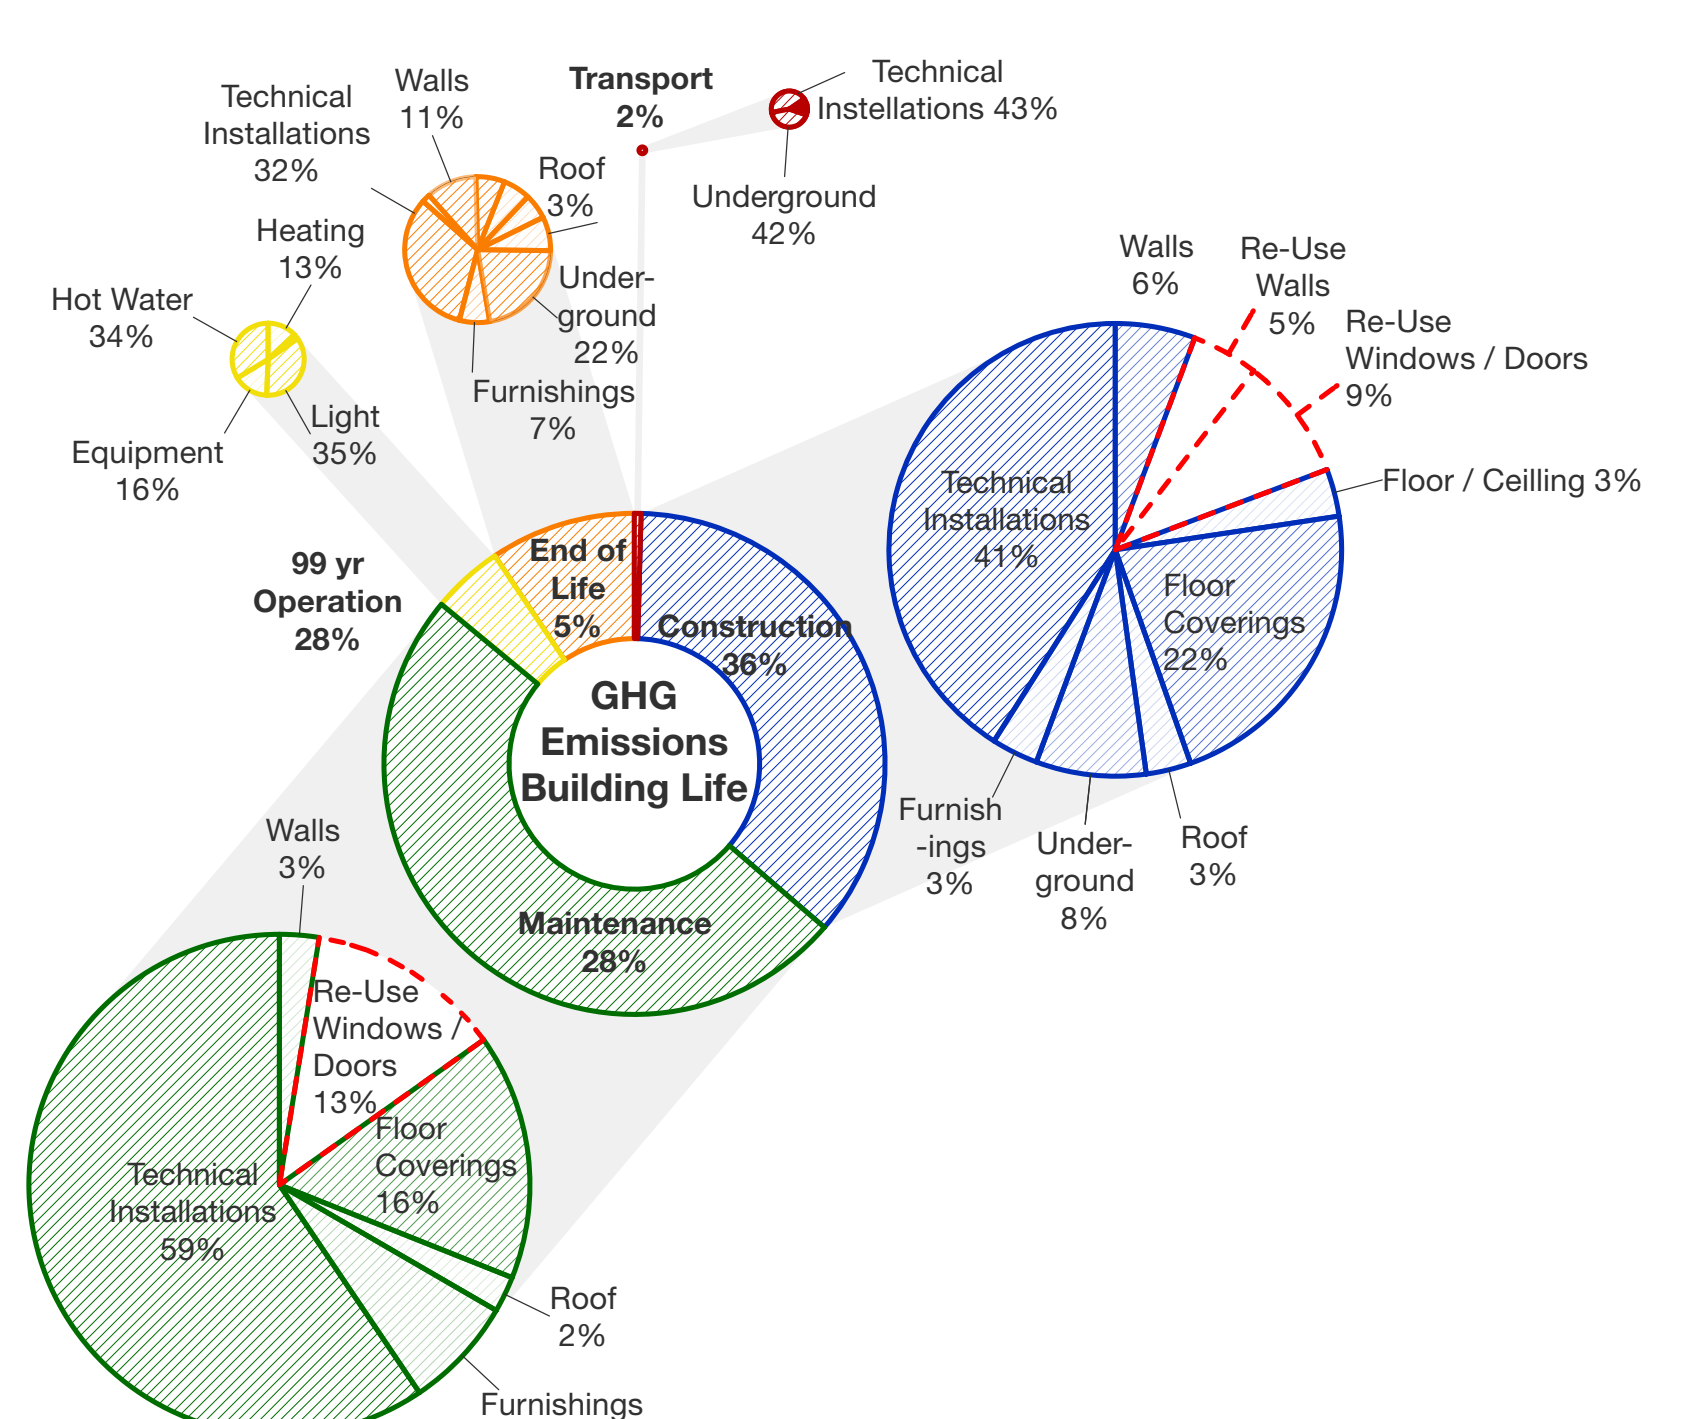 Technical
Installations
32%
Walls
11%
Transport
2%
Technical
Instellations 43%
Roof
3%
Underground
42%
Heating
13%
Hot Water
34%
Under-
ground
22%
Furnishings
7%
Light
35%
Equipment
16%
Walls
6%
Re-Use
Walls
5%
Re-Use
Windows / Doors
9%
Floor / Ceilling 3%
Technical
Installations
41%
Floor
Coverings
22%
Furnish
-ings
3%
Under-
ground
8%
Roof
3%
99 yr
Operation
28%
End of
Life
5%
Construction
36%
GHG
Emissions
Building Life
Maintenance
28%
Walls
3%
Re-Use
Windows /
Doors
13%
Floor
Coverings
16%
Technical
Installations
59%
Roof
2%
Furnishings